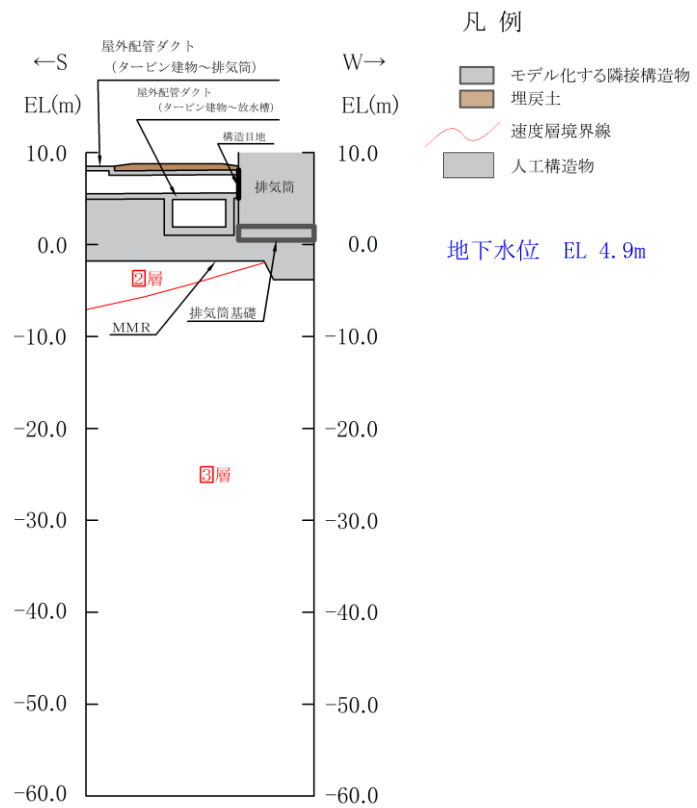 凡 例
モデル化する隣接構造物
埋戻土
速度層境界線
人工構造物
地下水位 EL 4.9m
屋外配管ダクト
(タービン建物～排気筒)
屋外配管ダクト
(タービン建物～放水槽)
構造目地
←S
EL(m)
W→
EL(m)
排気筒
2層
MMR
排気筒基礎
3層
10.0
0.0
-10.0
-20.0
-30.0
-40.0
-50.0
-60.0
10.0
0.0
-10.0
-20.0
-30.0
-40.0
-50.0
-60.0